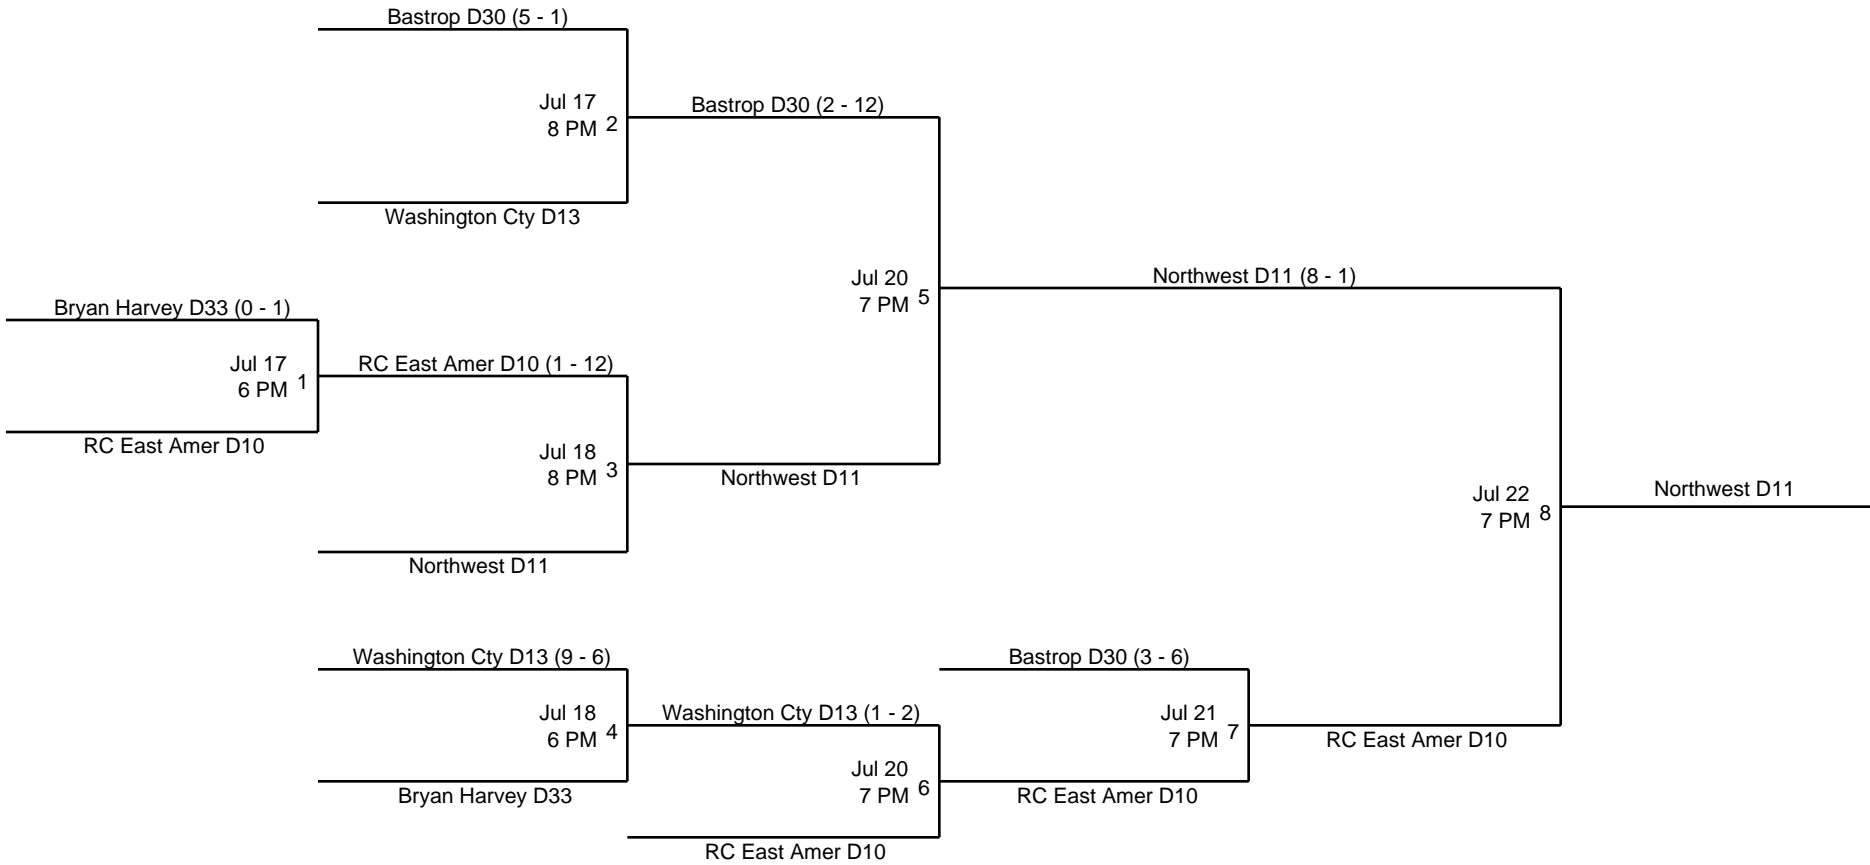 Bastrop D30 (5 - 1)
Jul 17
8 PM 2
Washington Cty D13
Bastrop D30 (2 - 12)
Bryan Harvey D33 (0 - 1)
Jul 17
6 PM 1
RC East Amer D10
RC East Amer D10 (1 - 12)
Jul 18
8 PM 3
Northwest D11
Northwest D11
Jul 20
7 PM 5
Northwest D11 (8 - 1)
Washington Cty D13 (9 - 6)
Jul 18
6 PM 4
Bryan Harvey D33
Washington Cty D13 (1 - 2)
Jul 20
7 PM 6
RC East Amer D10
Bastrop D30 (3 - 6)
Jul 21
7 PM 7
RC East Amer D10
RC East Amer D10
Jul 22
7 PM 8
Northwest D11